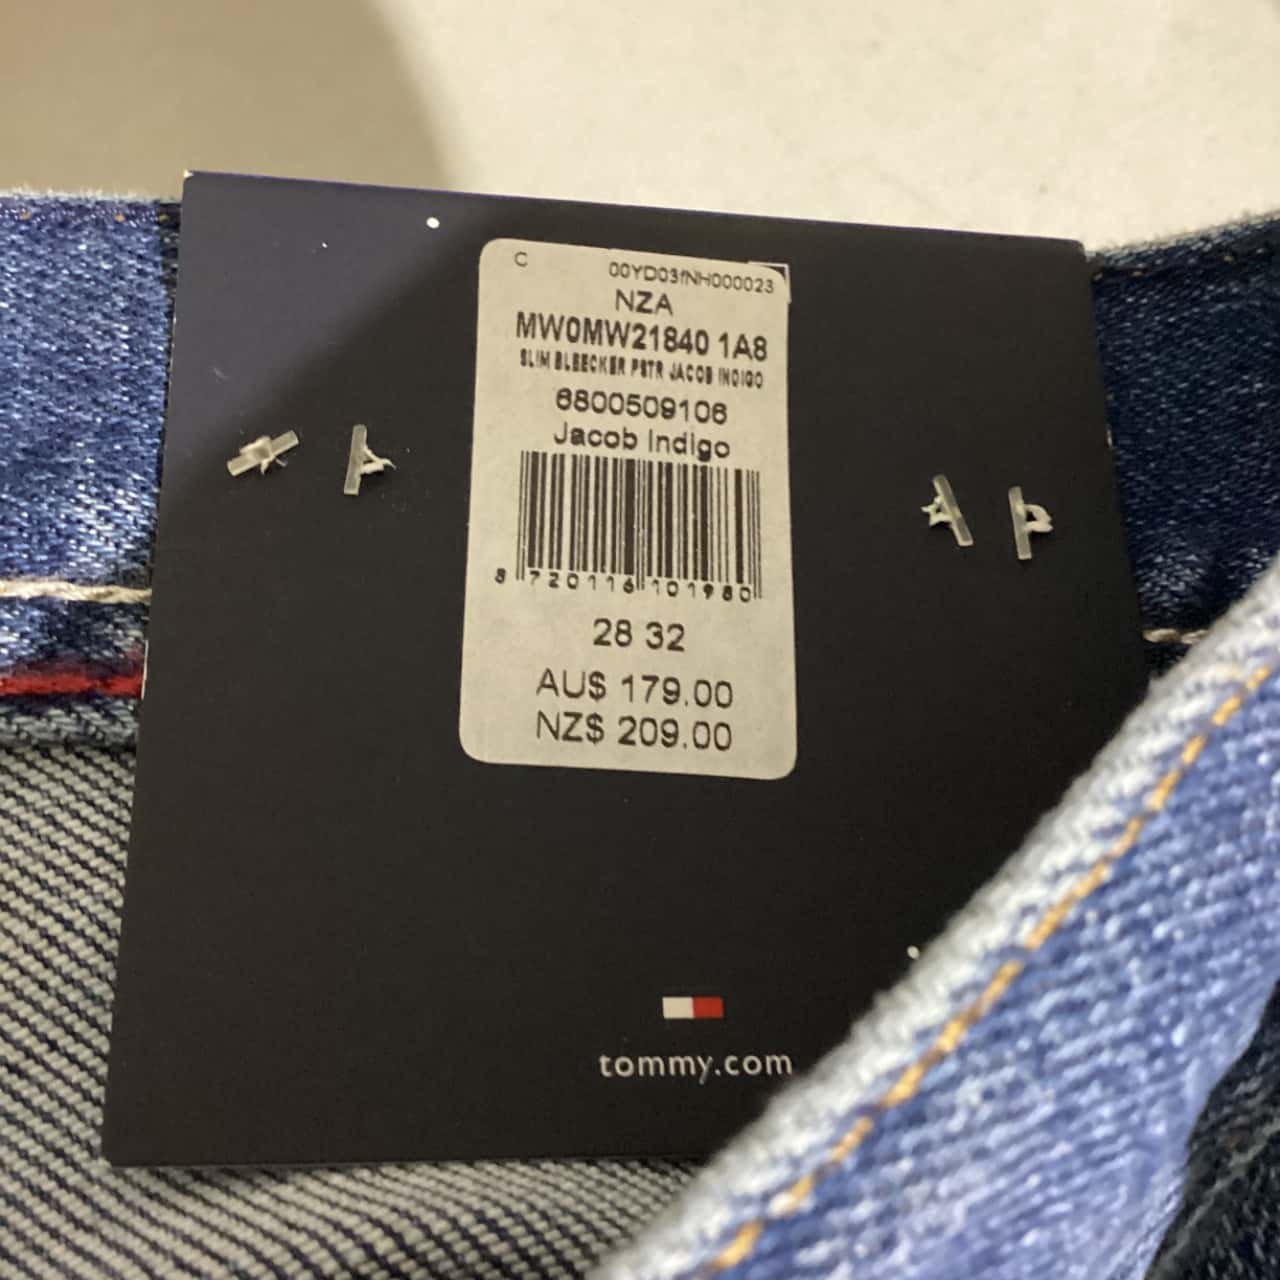 C 00YD03fNH000023
NZA
MW0MW21840 1A8
SLIM BLEECKER PSTR JACOB INDIGO
6800509106
Jacob Indigo
8 720116 101980
28 32
AU$ 179.00
NZ$ 209.00
tommy.com